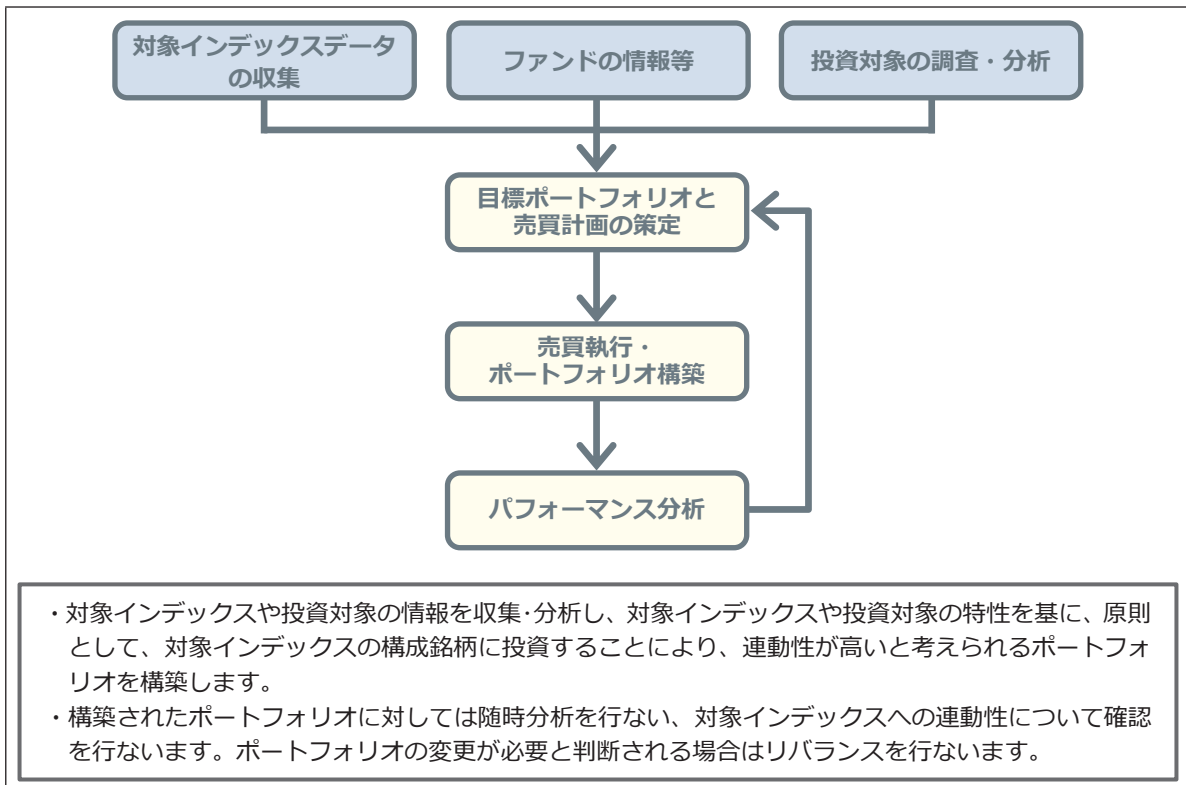 対象インデックスデータ
の収集
ファンドの情報等
投資対象の調査・分析
目標ポートフォリオと
売買計画の策定
売買執行・
ポートフォリオ構築
パフォーマンス分析
・対象インデックスや投資対象の情報を収集・分析し、対象インデックスや投資対象の特性を基に、原則
として、対象インデックスの構成銘柄に投資することにより、連動性が高いと考えられるポートフォ
リオを構築します。
・構築されたポートフォリオに対しては随時分析を行ない、対象インデックスへの連動性について確認
を行ないます。ポートフォリオの変更が必要と判断される場合はリバランスを行ないます。